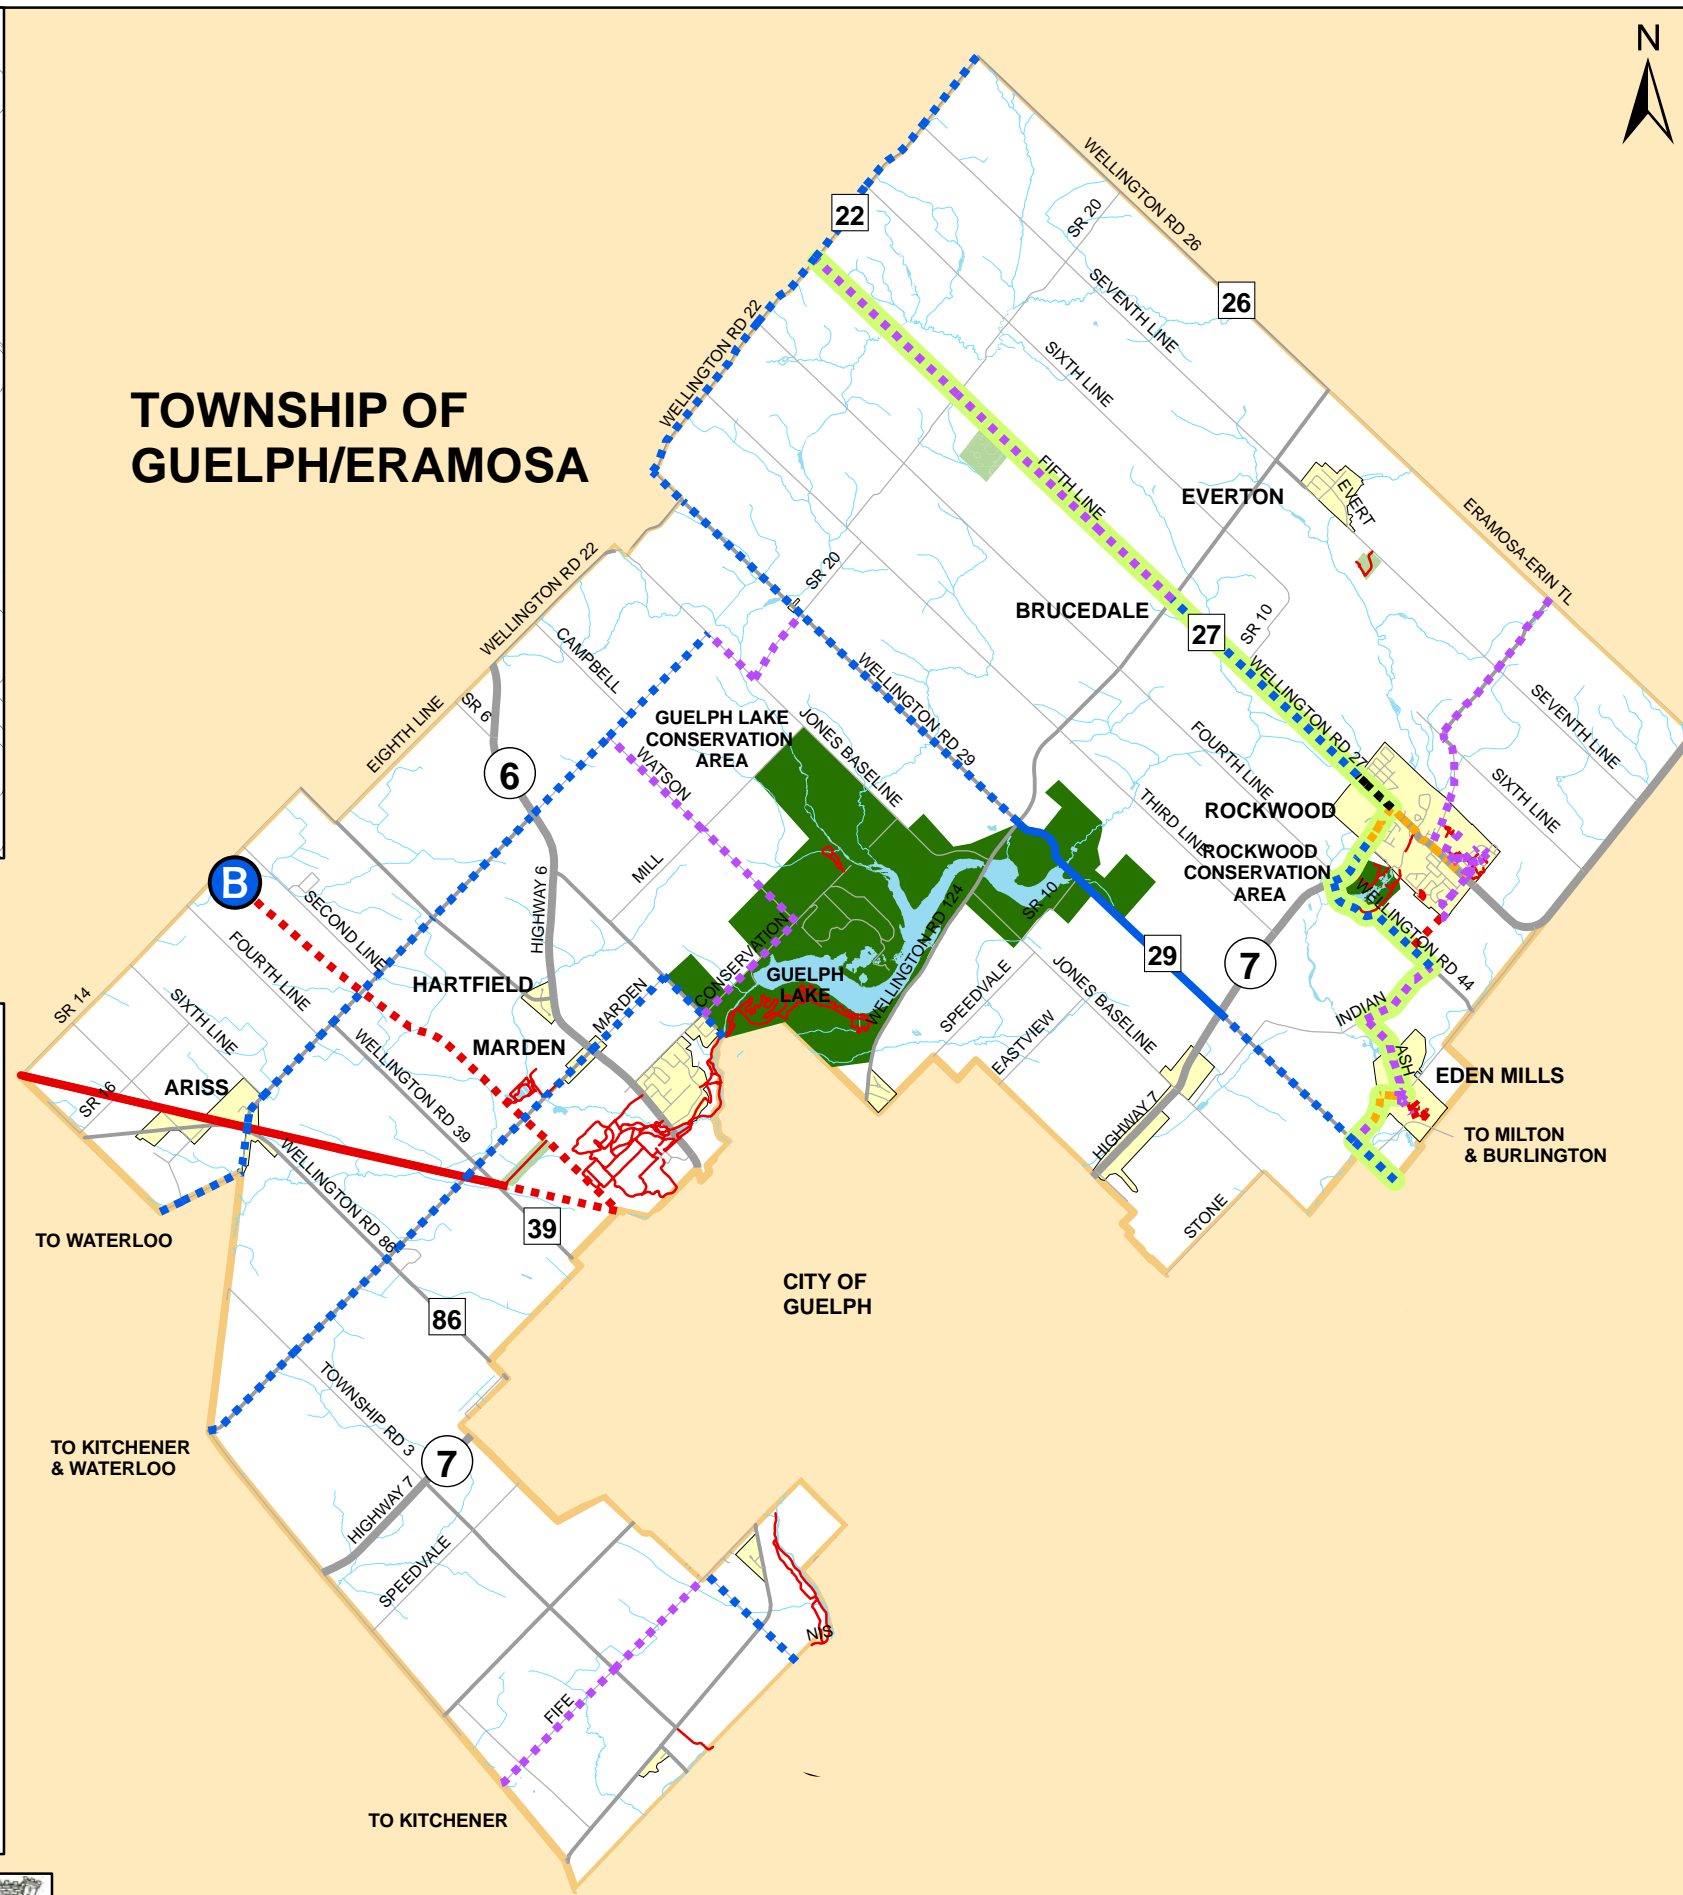 N
WELLINGTON RD 26
SR 20
22
SEVENTH LINE
26
WELLINGTON RD 22
SIXTH LINE
TOWNSHIP OF
GUELPH/ERAMOSA
FIFTH LINE
EVERTON
EVERT
ERAMOSA-ERIN TL
WELLINGTON RD 22
SR 20
BRUCEDALE
27
SR 10
CAMPBELL
WELLINGTON RD 29
WELLINGTON RD 27
SEVENTH LINE
SR 6
EIGHTH LINE
GUELPH LAKE
CONSERVATION
AREA
JONES BASELINE
FOURTH LINE
6
WATSON
SIXTH LINE
THIRD LINE
ROCKWOOD
ROCKWOOD
CONSERVATION
AREA
MILL
B
SECOND LINE
HIGHWAY 6
SR 10
WELLINGTON RD 44
WELLINGTON RD 124
FOURTH LINE
CONSERVATION
29
7
HARTFIELD
GUELPH
LAKE
JONES BASELINE
SR 14
SIXTH LINE
MARDEN
SPEEDVALE
INDIAN
WELLINGTON RD 39
MARDEN
EASTVIEW
ASH
EDEN MILLS
ARISS
SR 16
HIGHWAY 7
TO MILTON
& BURLINGTON
WELLINGTON RD 86
STONE
39
TO WATERLOO
CITY OF
GUELPH
86
TOWNSHIP RD 3
TO KITCHENER
& WATERLOO
7
HIGHWAY 7
SPEEDVALE
N/S
FIFE
TO KITCHENER